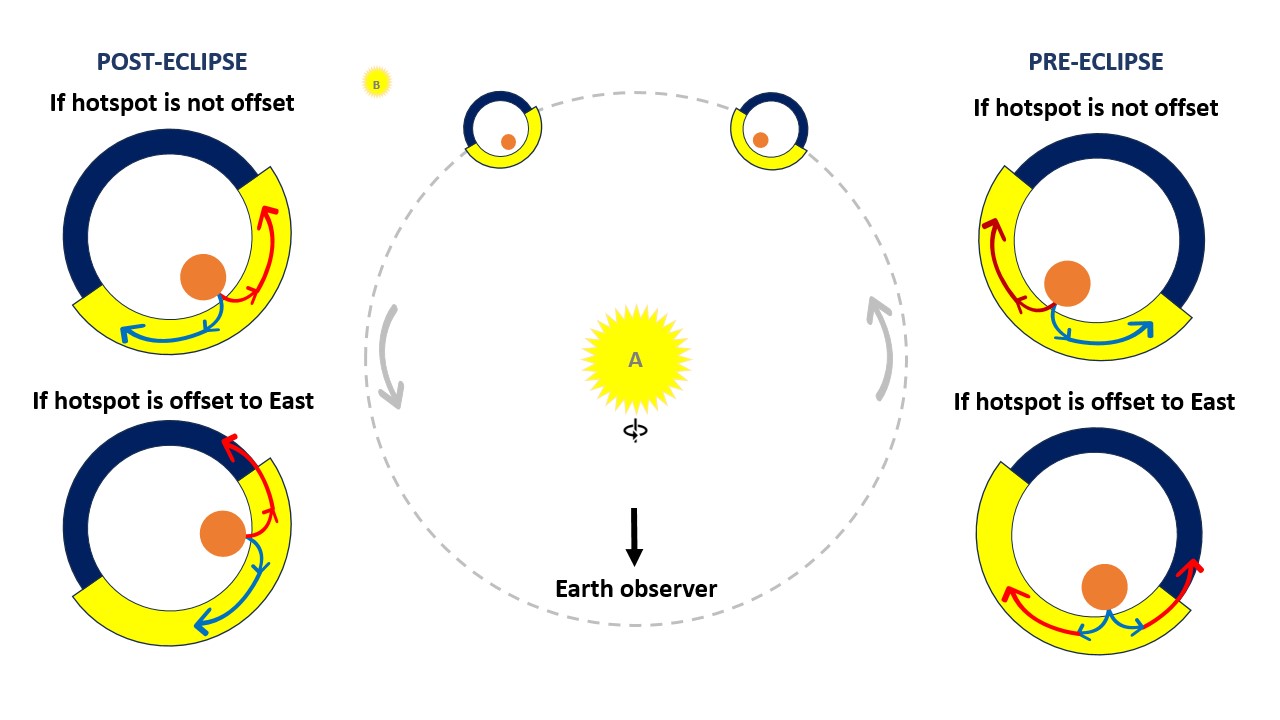 POST-ECLIPSE
If hotspot is not offset
If hotspot is offset to East
B
A
Earth observer
PRE-ECLIPSE
If hotspot is not offset
If hotspot is offset to East